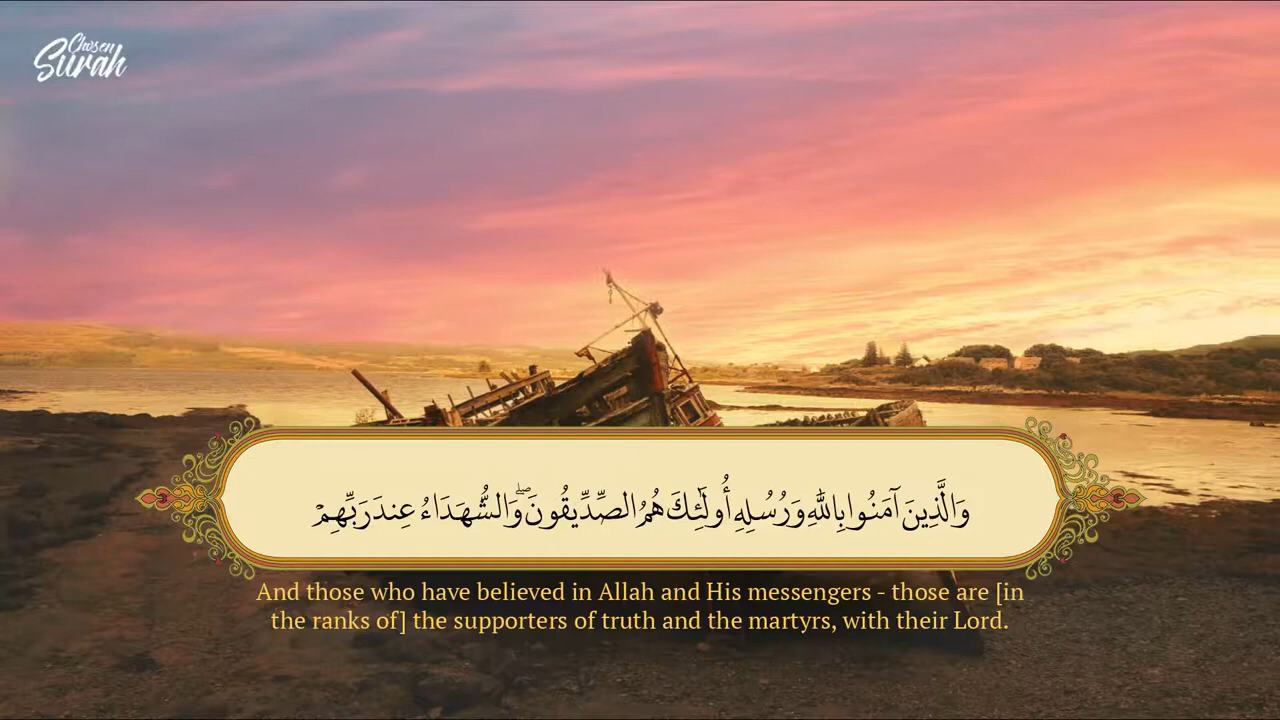 Chosen
Surah
وَالَّذِينَ آمَنُوا بِاللَّهِ وَرُسُلِهِ أُولَٰئِكَ هُمُ الصِّدِّيقُونَ ۖ وَالشُّهَدَاءُ عِندَ رَبِّهِمْ
And those who have believed in Allah and His messengers - those are [in
the ranks of] the supporters of truth and the martyrs, with their Lord.